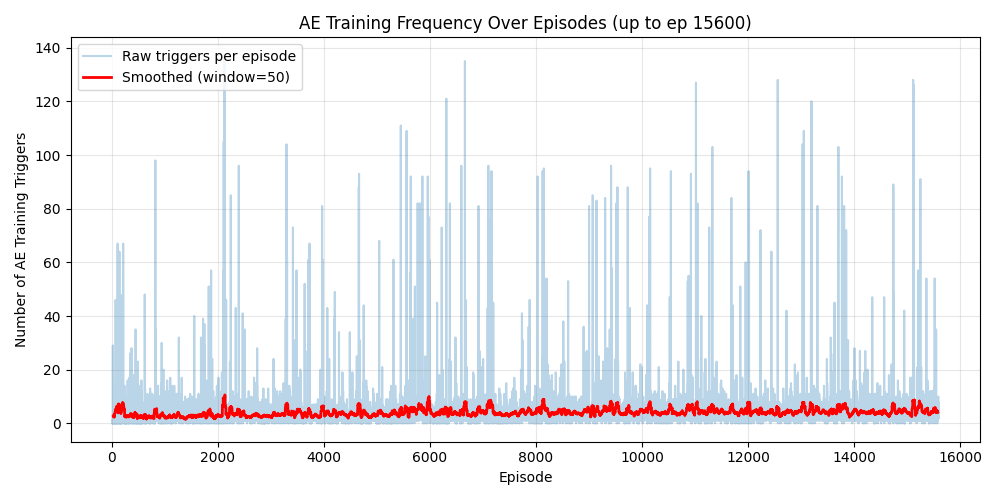 AE Training Frequency Over Episodes (up to ep 15600)
Raw triggers per episode
Smoothed (window=50)
Number of AE Training Triggers
140
120
100
80
60
40
20
0
0 2000 4000 6000 8000 10000 12000 14000 16000
Episode